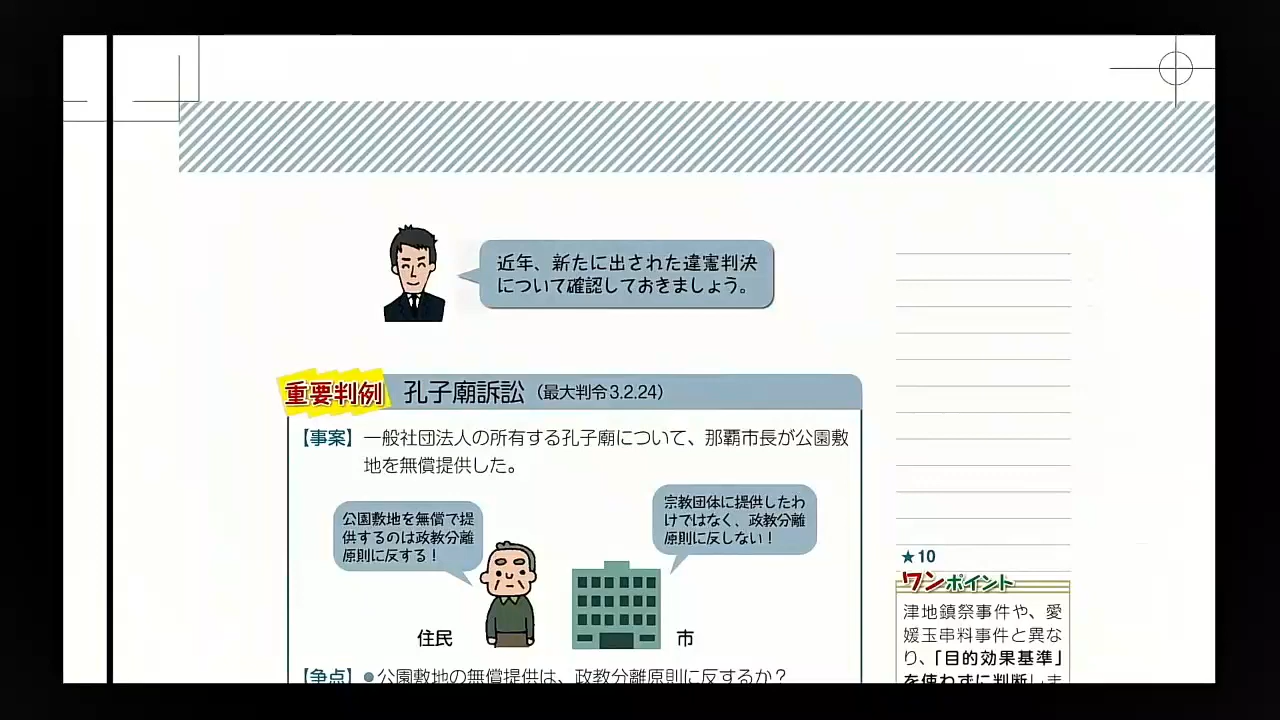 近年、新たに出された違憲判決
について確認しておきましょう。
重要判例 孔子廟訴訟（最大判令3.2.24）
【事案】一般社団法人の所有する孔子廟について、那覇市長が公園敷
地を無償提供した。
公園敷地を無償で提
供するのは政教分離
原則に反する！
宗教団体に提供したわ
けではなく、政教分離
原則に反しない！
住民
市
【争点】●公園敷地の無償提供は、政教分離原則に反するか？
★10
ワンポイント
津地鎮祭事件や、愛
媛玉串料事件と異な
り、「目的効果基準」
を使わずに判断しま